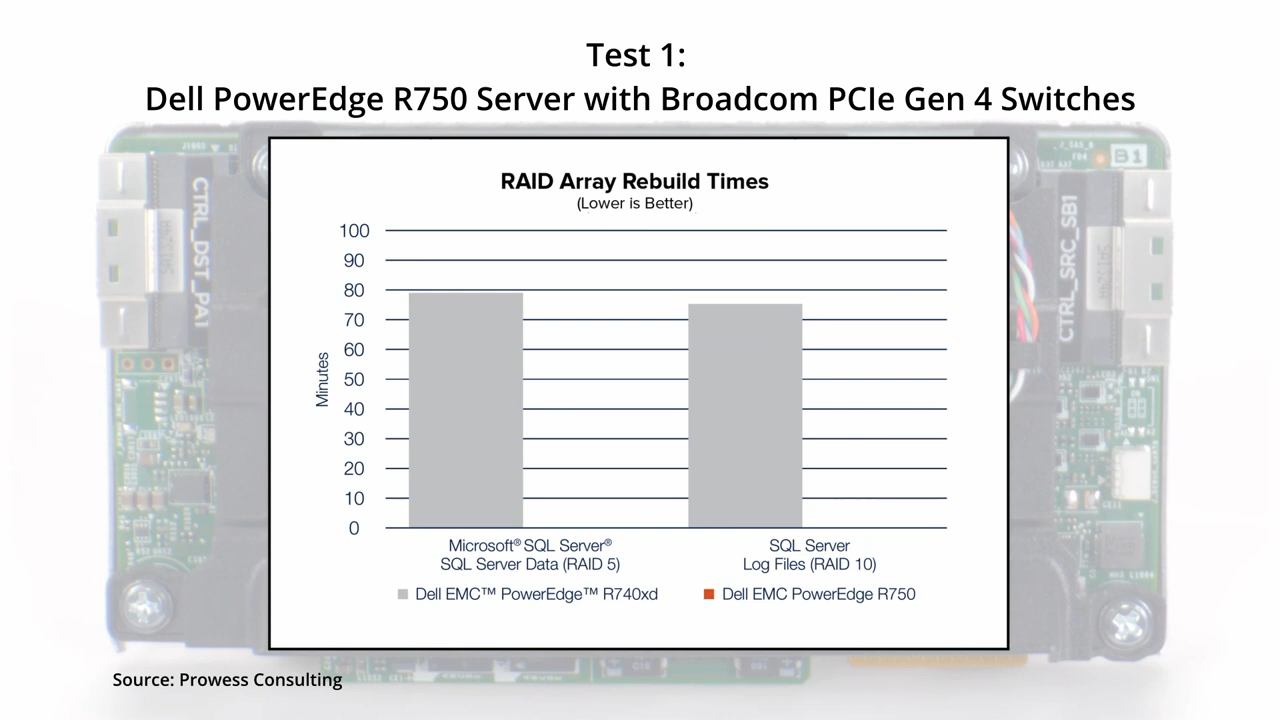 Test 1:
Dell PowerEdge R750 Server with Broadcom PCIe Gen 4 Switches
RAID Array Rebuild Times
(Lower is Better)
100
90
80
70
60
50
40
30
20
10
0
Minutes
Microsoft® SQL Server®
SQL Server Data (RAID 5)
SQL Server
Log Files (RAID 10)
Dell EMC™ PowerEdge™ R740xd
Dell EMC PowerEdge R750
CTRL_DST_PA1
CTRL_SRC_SB1
B1
Source: Prowess Consulting